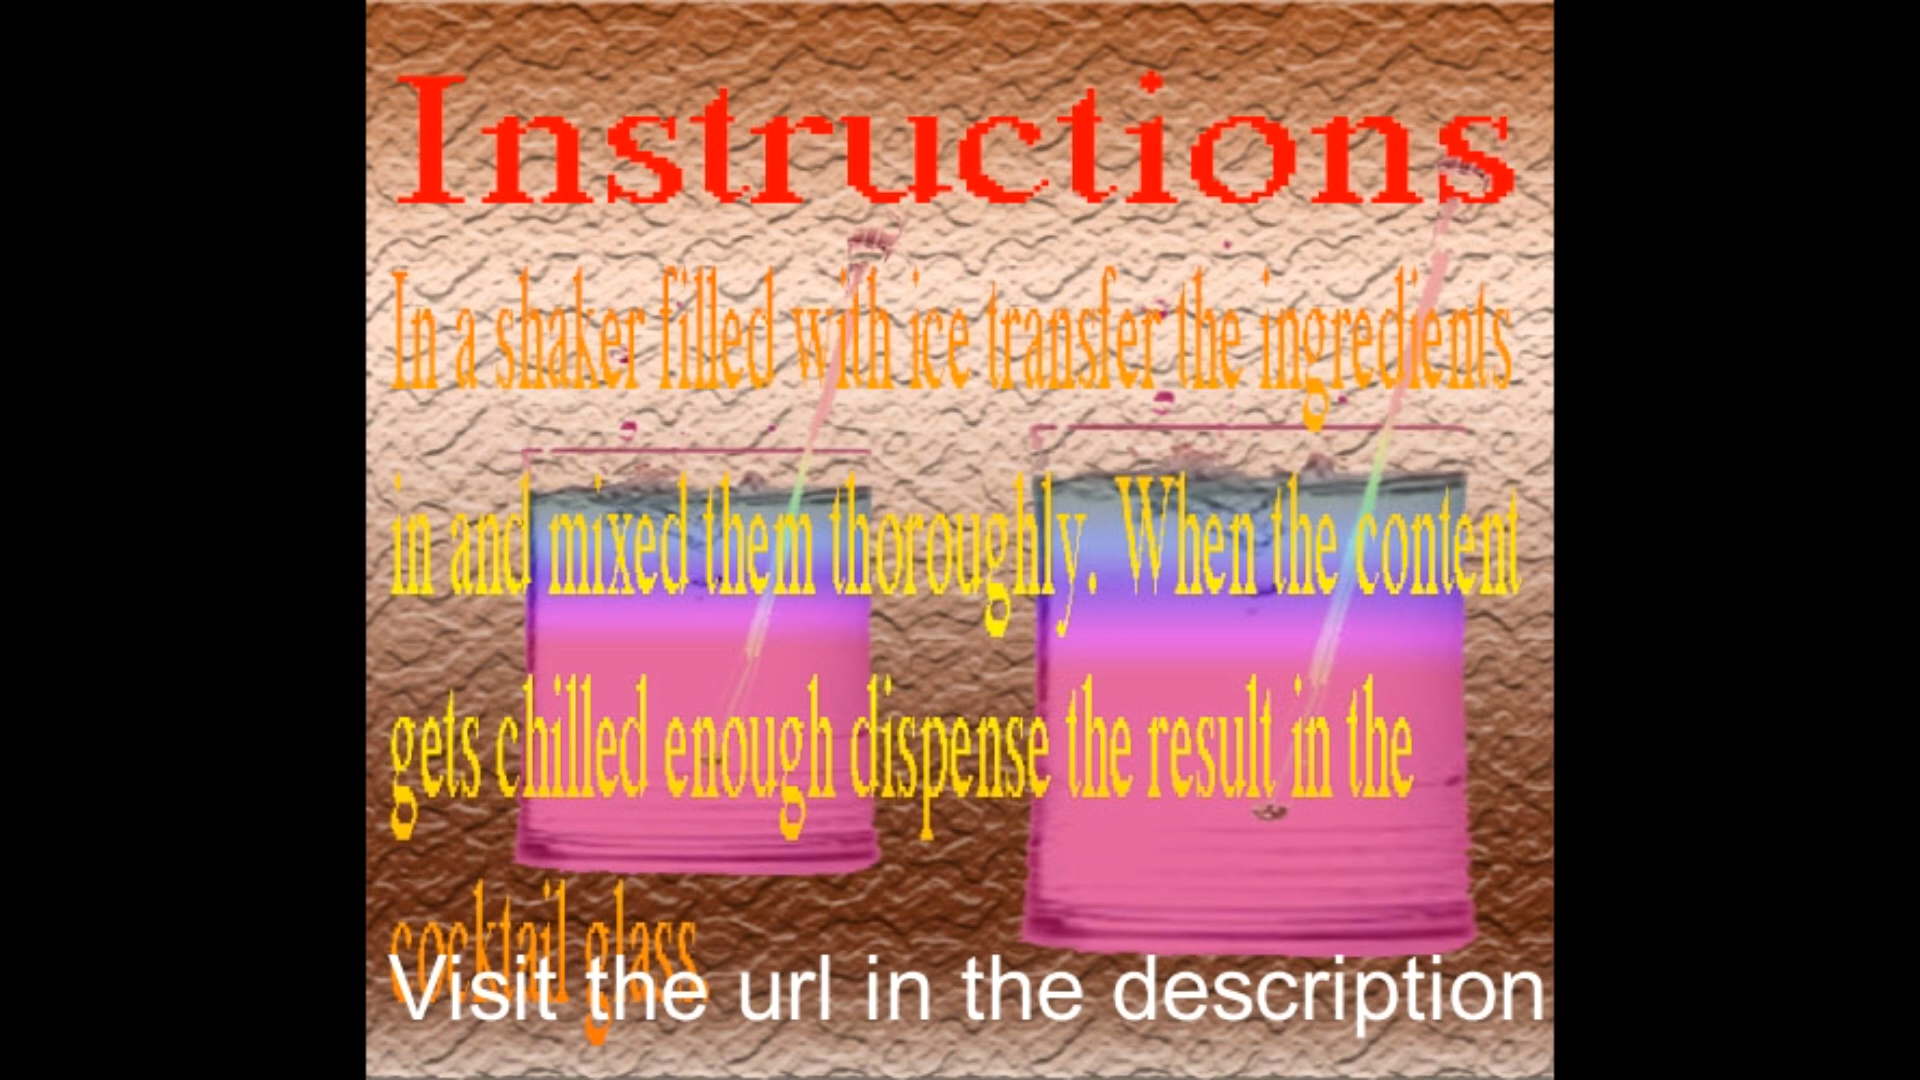 Instructions
In a shaker filled with ice transfer the ingredients
in and mixed them thoroughly. When the content
gets chilled enough dispense the result in the
cocktail glass
Visit the url in the description